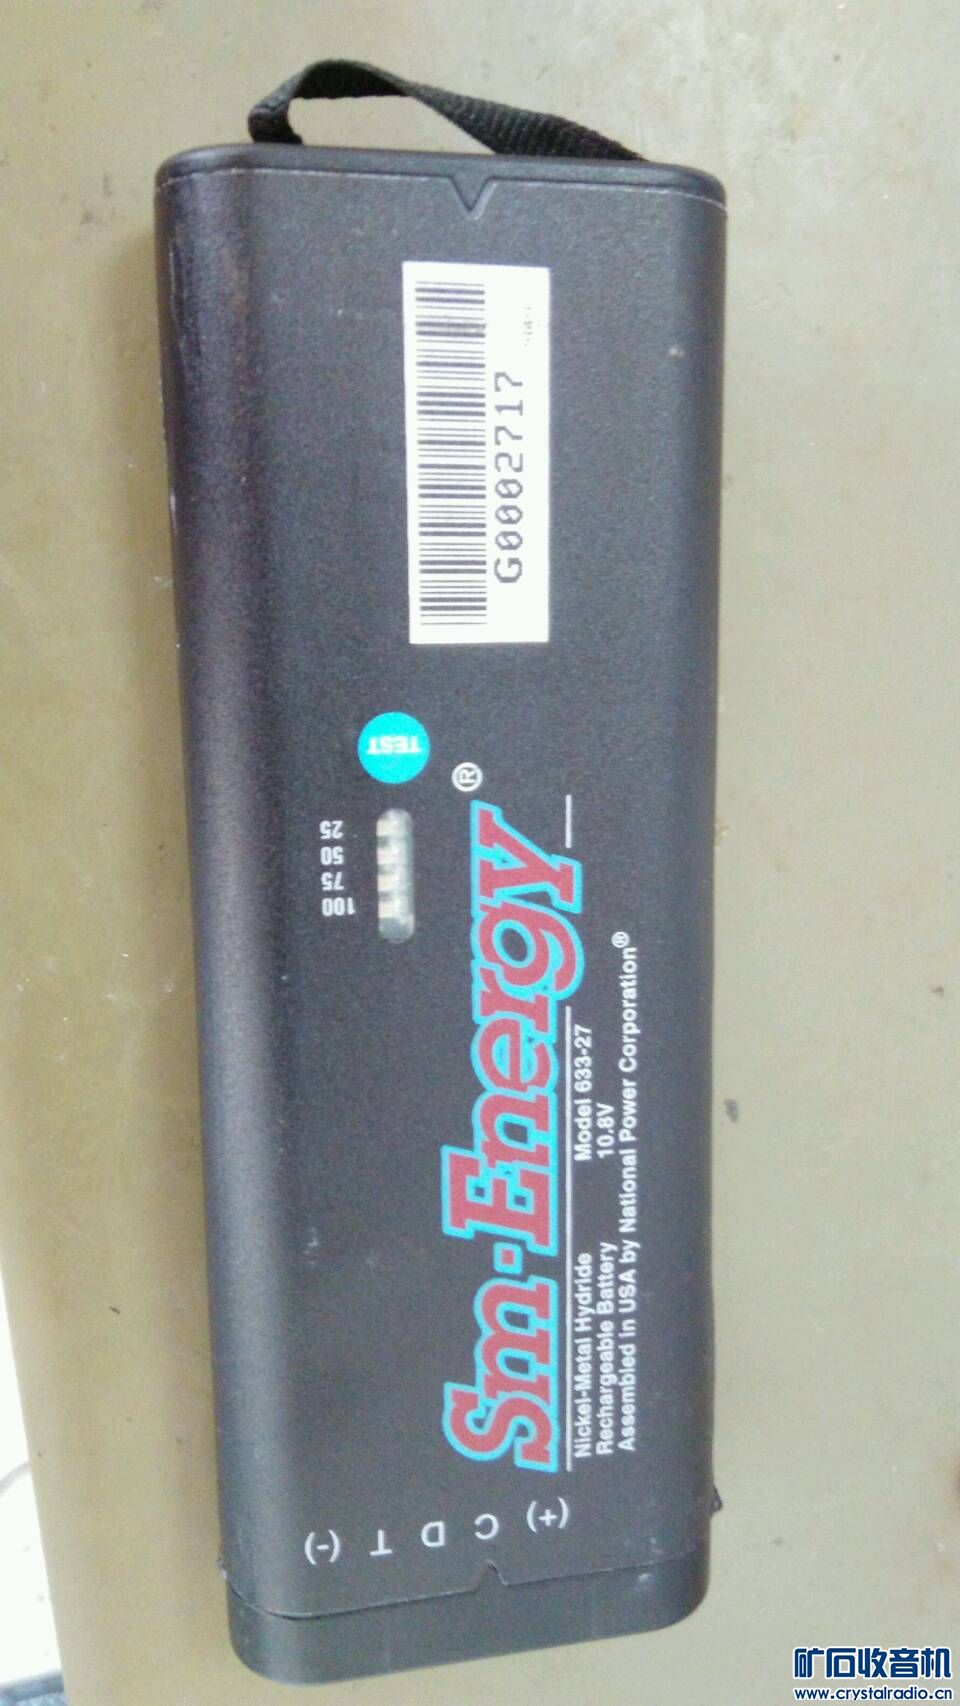 G0002717
TEST
25
50
75
100
Sm·Energy®
Nickel-Metal Hydride Model 633-27
Rechargeable Battery 10.8V
Assembled in USA by National Power Corporation®
(-) T D C (+)
矿石收音机
www.crystalradio.cn